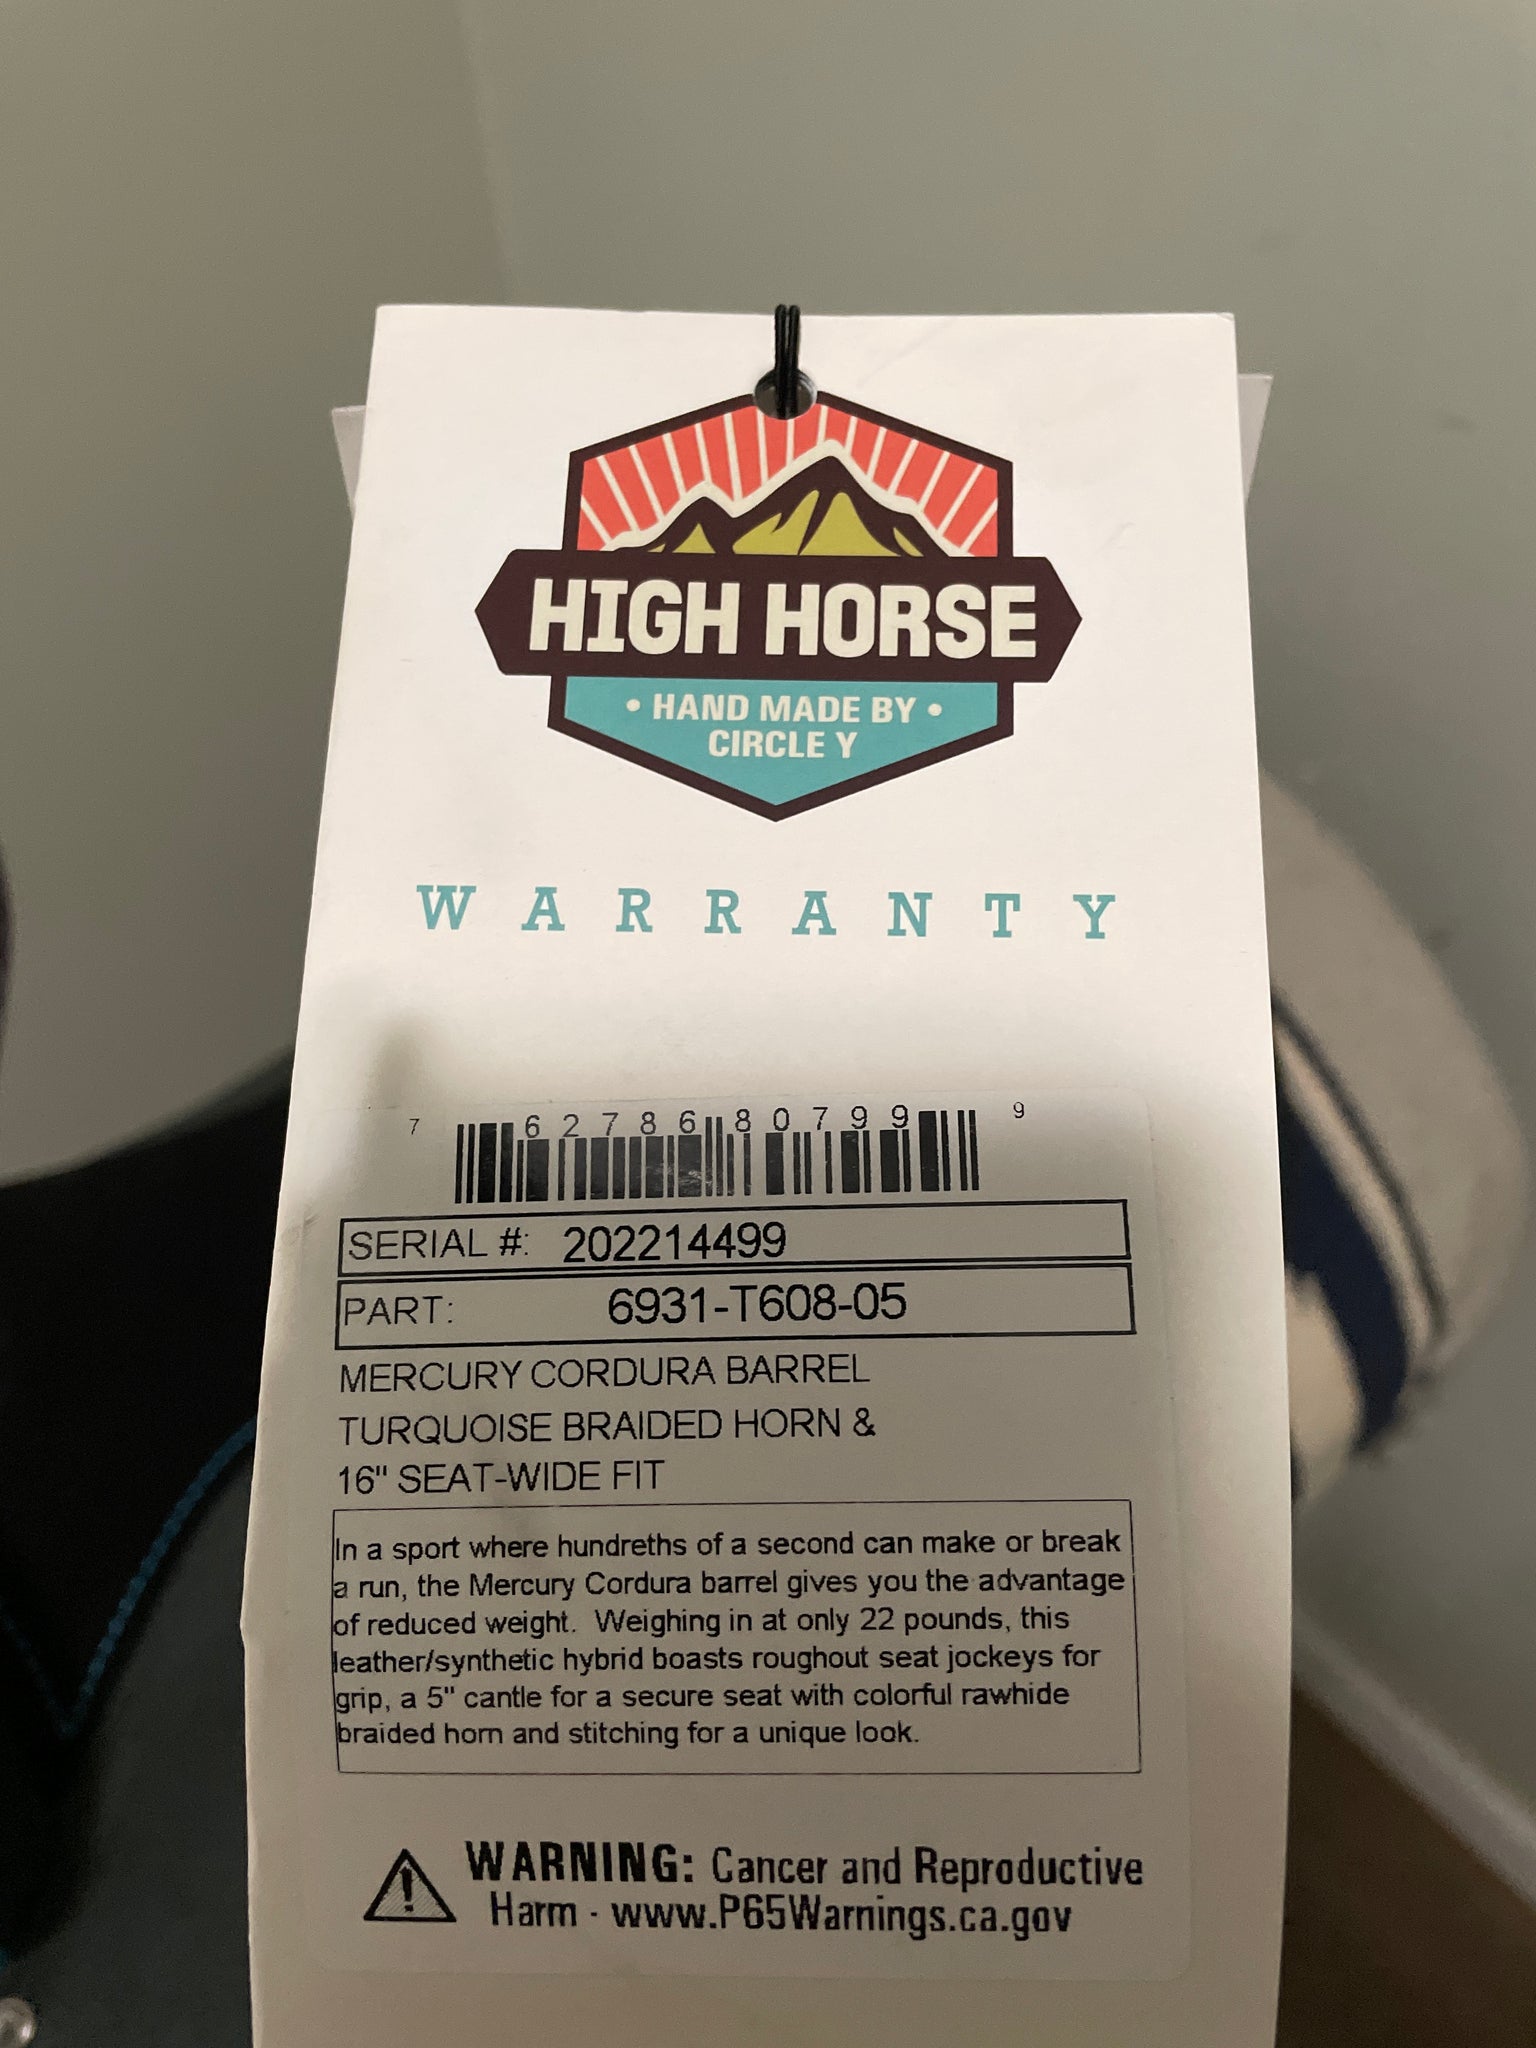 HIGH HORSE
• HAND MADE BY •
CIRCLE Y
WARRANTY
7 62786 80799 9
SERIAL #: 202214499
PART: 6931-T608-05
MERCURY CORDURA BARREL
TURQUOISE BRAIDED HORN &
16" SEAT-WIDE FIT
In a sport where hundreths of a second can make or break
a run, the Mercury Cordura barrel gives you the advantage
of reduced weight. Weighing in at only 22 pounds, this
leather/synthetic hybrid boasts roughout seat jockeys for
grip, a 5" cantle for a secure seat with colorful rawhide
braided horn and stitching for a unique look.
WARNING: Cancer and Reproductive
Harm - www.P65Warnings.ca.gov